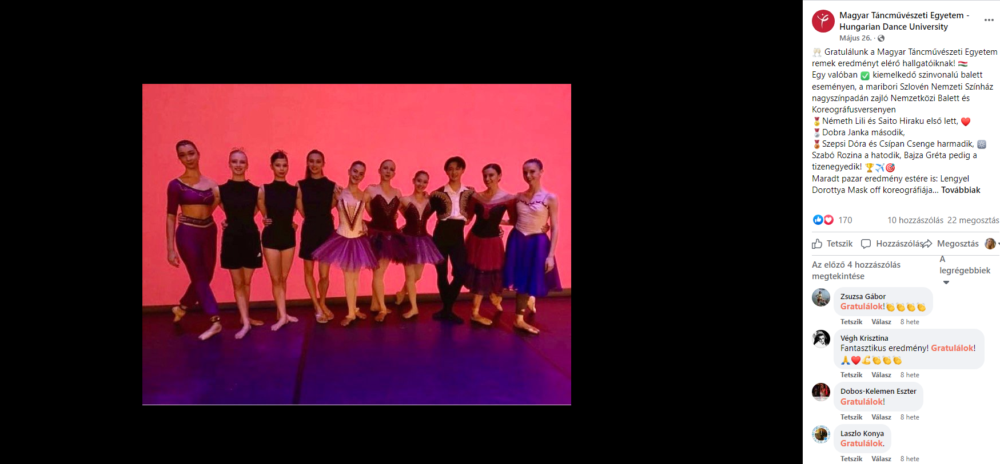 Magyar Táncművészeti Egyetem -
Hungarian Dance University
Május 26. ·
Gratulálunk a Magyar Táncművészeti Egyetem
remek eredményt elérő hallgatóiknak!
Egy valóban ✅ kiemelkedő szinvonalú balett
eseményen, a maribori Szlovén Nemzeti Színház
nagyszínpadán zajló Nemzetközi Balett és
Koreográfusversenyen
🥇Németh Lili és Saito Hiraku első lett, ❤️
🥈Dobra Janka második,
🥉Szepsi Dóra és Csípan Csenge harmadik,
Szabó Rozina a hatodik, Bajza Gréta pedig a
tizenegyedik! 🏆✈️🎯
Maradt pazar eredmény estére is: Lengyel
Dorottya Mask off koreográfiája... Továbbiak
170 10 hozzászólás 22 megosztás
Tetszik Hozzászólás Megosztás
Az előző 4 hozzászólás
megtekintése
A
legrégebbiek
Zsuzsa Gábor
Gratulálok!👏👏👏👏
Tetszik Válasz 8 hete
Végh Krisztina
Fantasztikus eredmény! Gratulálok!
🙏❤️💪👏👏👏
Tetszik Válasz 8 hete
Dobos-Kelemen Eszter
Gratulálok!
Tetszik Válasz 8 hete
Laszlo Konya
Gratulálok.
Tetszik Válasz 8 hete